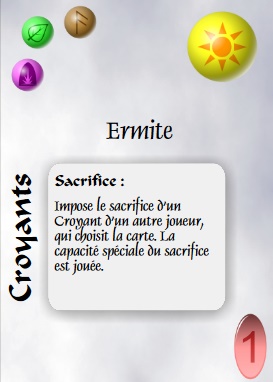 Ermite
Croyants
Sacrifice :
Impose le sacrifice d'un
Croyant d'un autre joueur,
qui choisit la carte. La
capacité spéciale du sacrifice
est jouée.
1